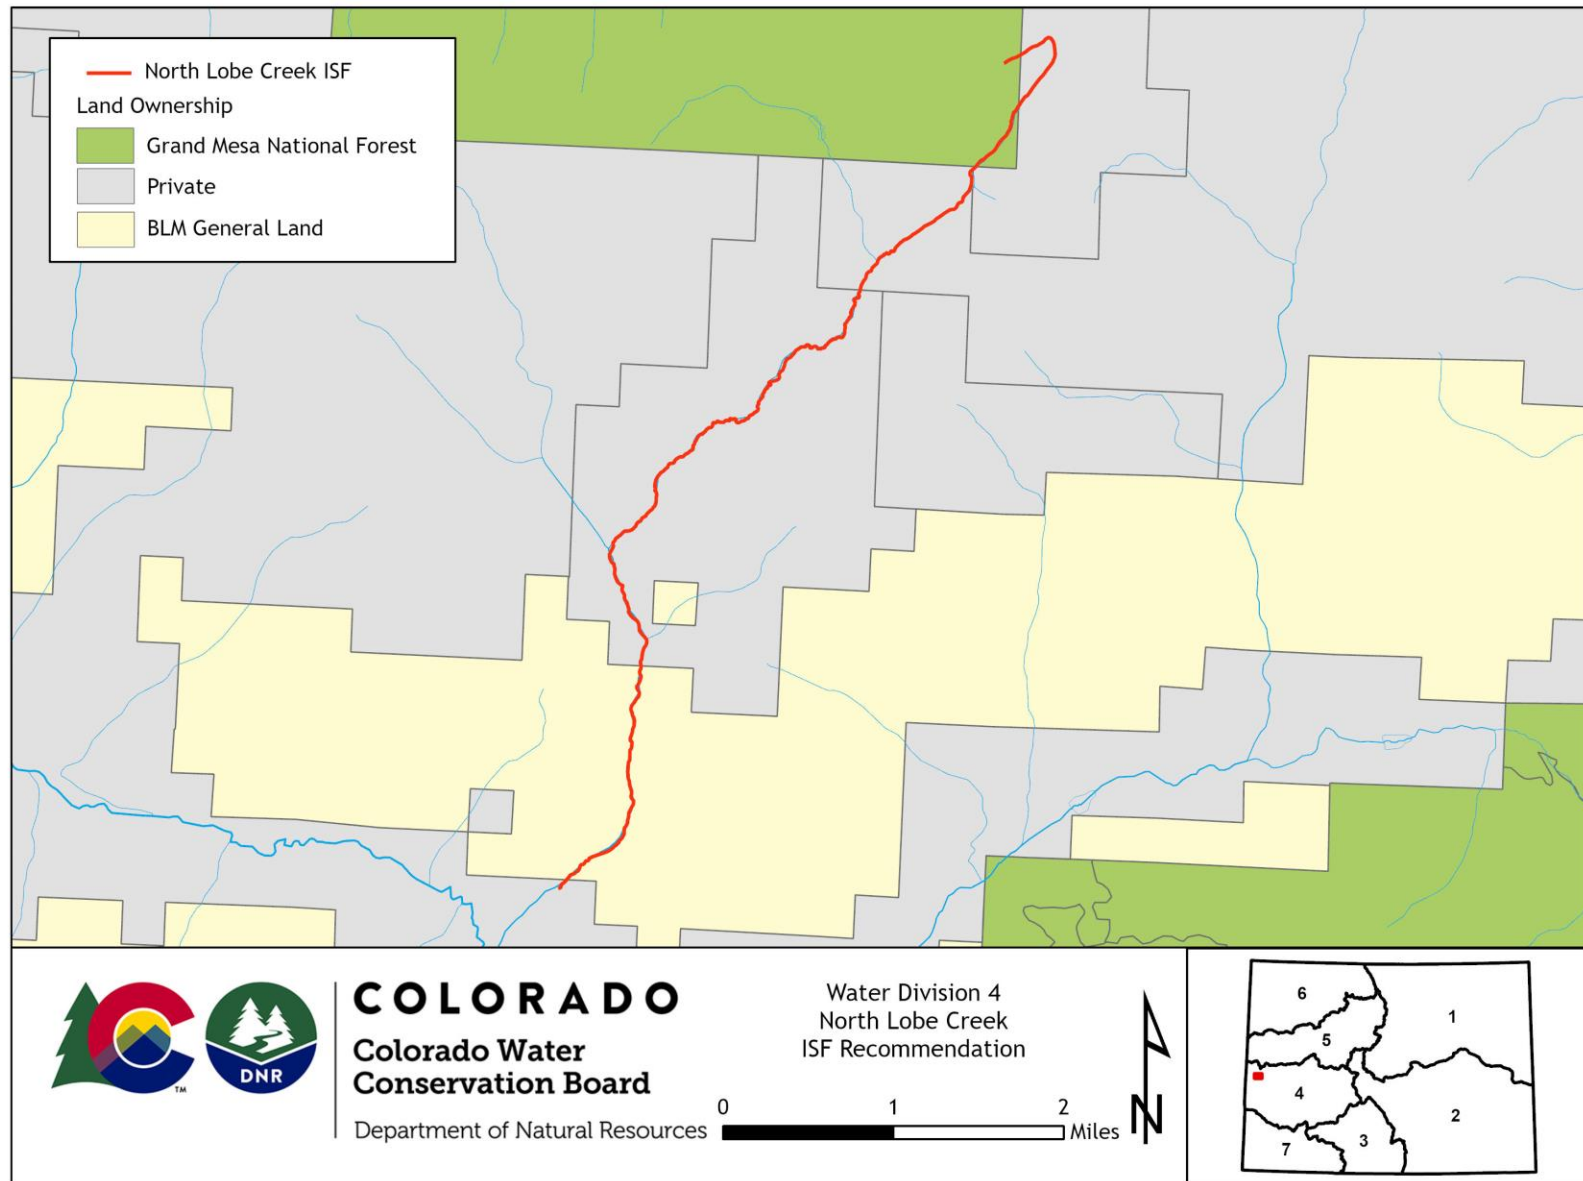 North Lobe Creek ISF
Land Ownership
Grand Mesa National Forest
Private
BLM General Land
TM
DNR
COLORADO
Colorado Water
Conservation Board
Department of Natural Resources
Water Division 4
North Lobe Creek
ISF Recommendation
0 1 2
Miles
N
6
1
5
4
2
3
7